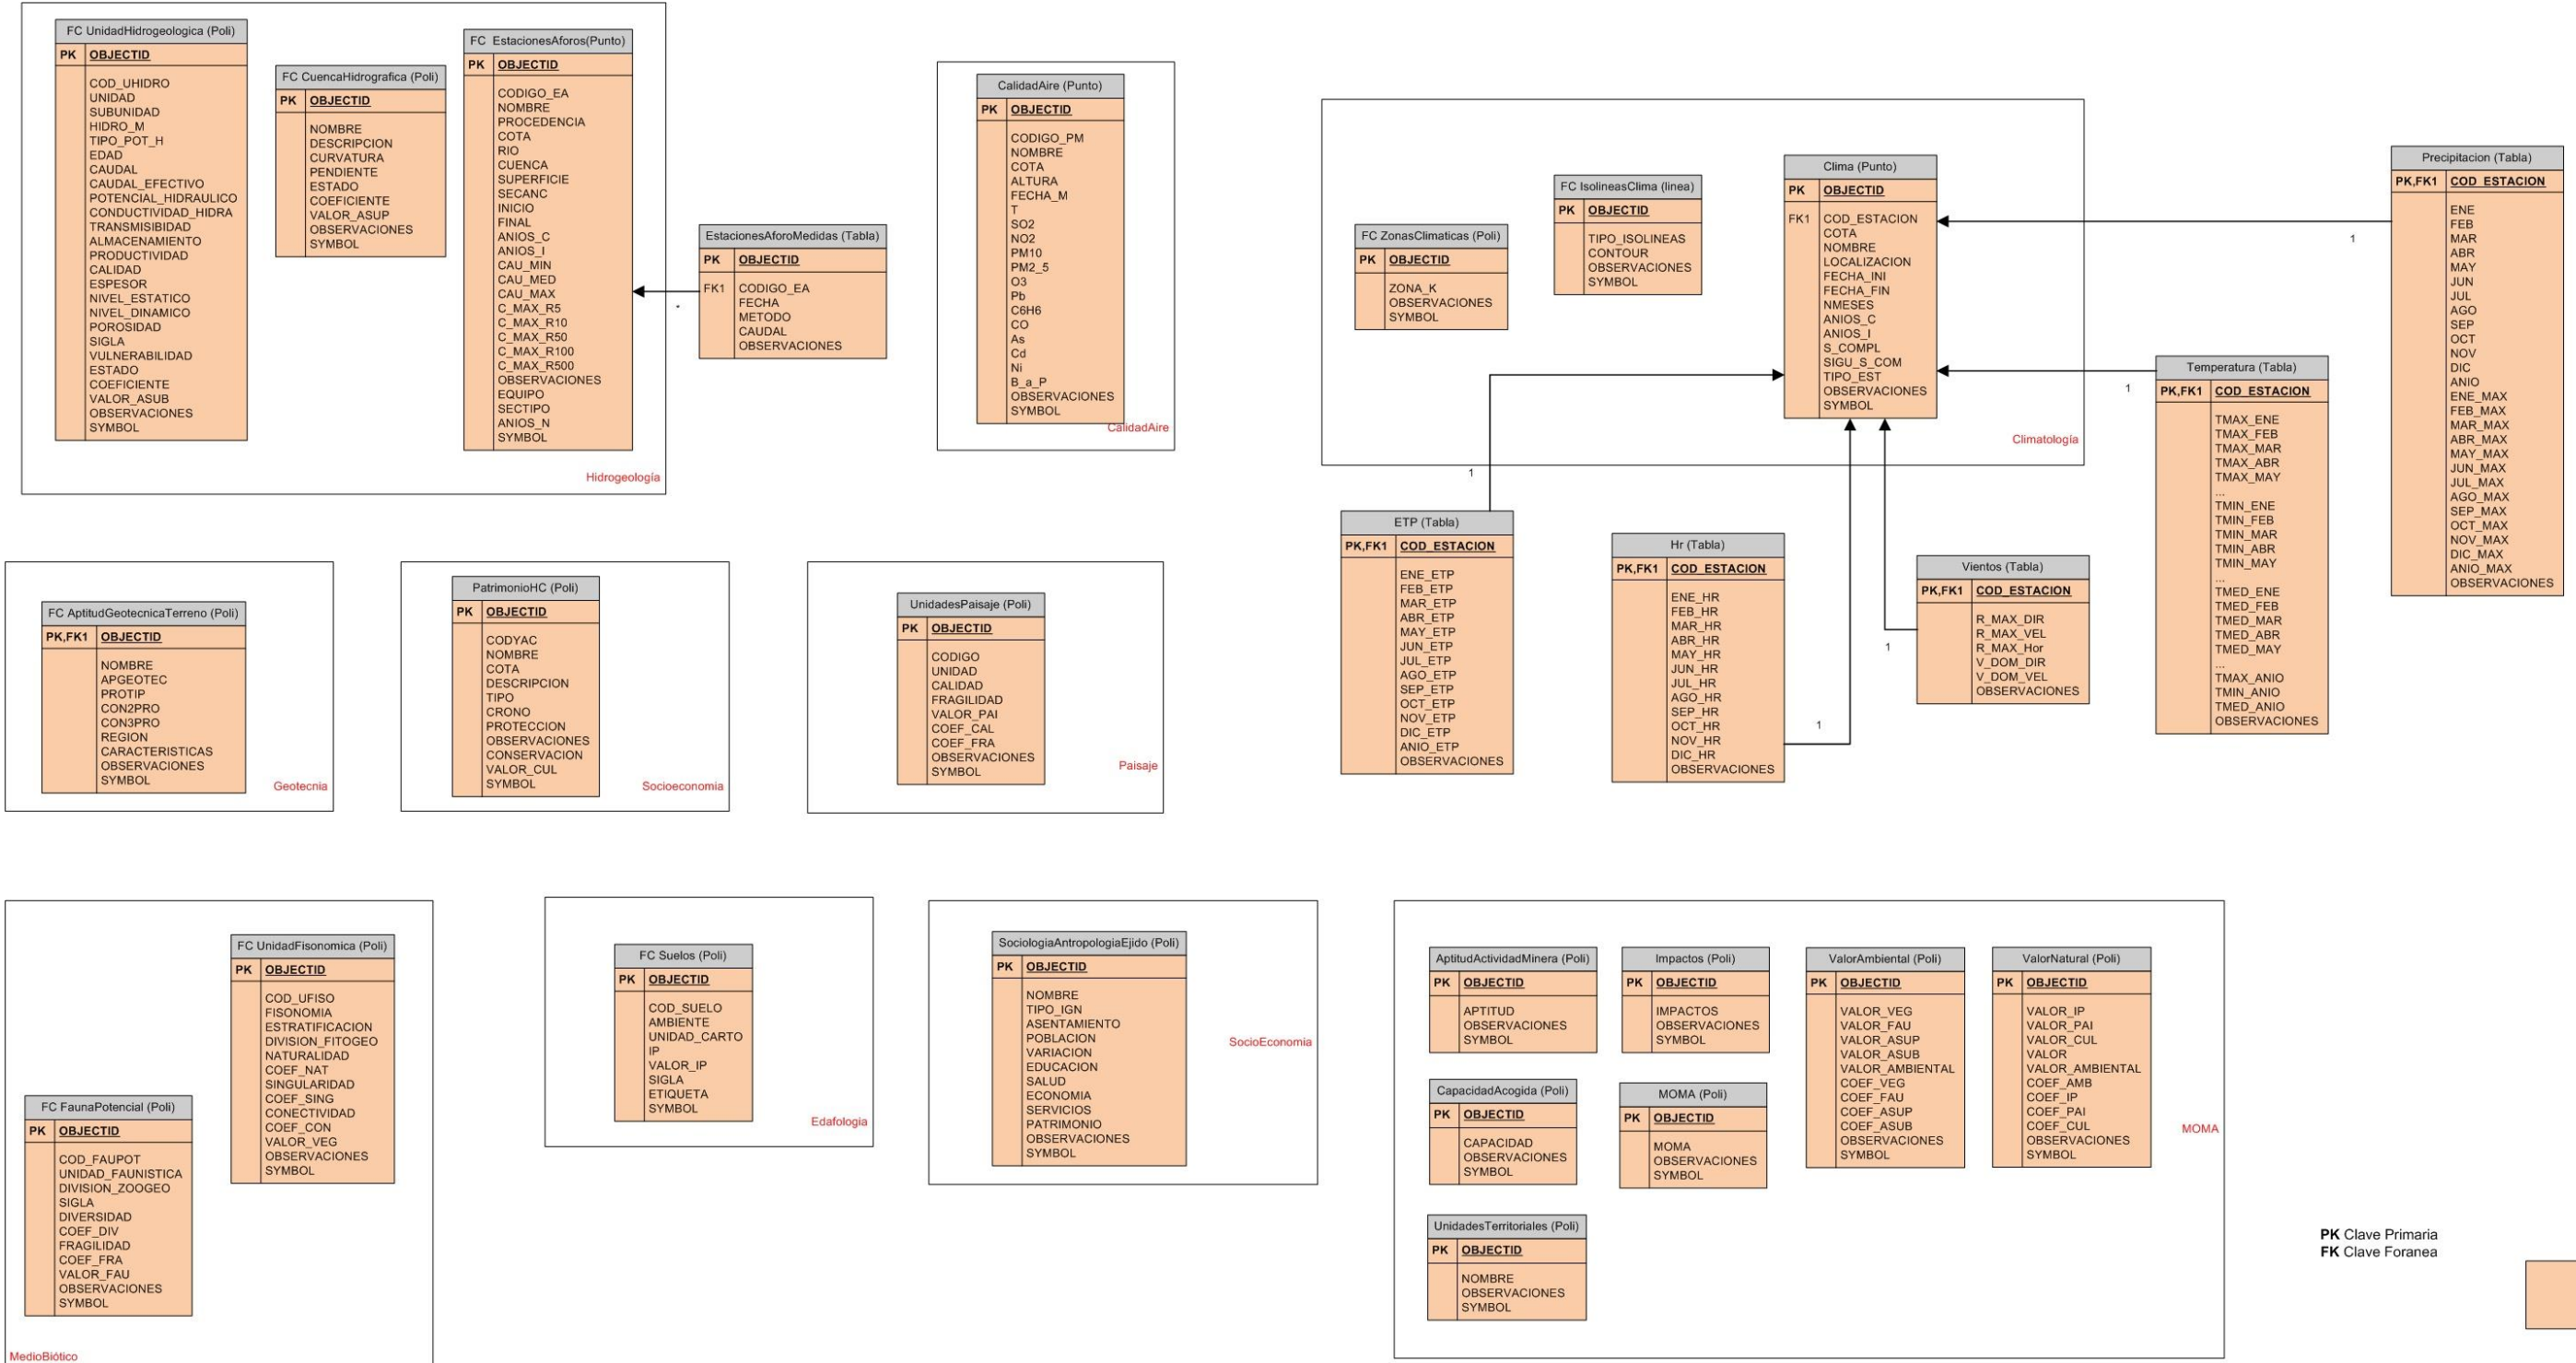 FC UnidadHidrogeologica (Poli)
PK OBJECTID
COD_UHIDRO
UNIDAD
SUBUNIDAD
HIDRO_M
TIPO_POT_H
EDAD
CAUDAL
CAUDAL_EFECTIVO
POTENCIAL_HIDRAULICO
CONDUCTIVIDAD_HIDRA
TRANSMISIBIDAD
ALMACENAMIENTO
PRODUCTIVIDAD
CALIDAD
ESPESOR
NIVEL_ESTATICO
NIVEL_DINAMICO
POROSIDAD
SIGLA
VULNERABILIDAD
ESTADO
COEFICIENTE
VALOR_ASUB
OBSERVACIONES
SYMBOL
FC CuencaHidrografica (Poli)
PK OBJECTID
NOMBRE
DESCRIPCION
CURVATURA
PENDIENTE
ESTADO
COEFICIENTE
VALOR_ASUP
OBSERVACIONES
SYMBOL
FC EstacionesAforos(Punto)
PK OBJECTID
CODIGO_EA
NOMBRE
PROCEDENCIA
COTA
RIO
CUENCA
SUPERFICIE
SECANC
INICIO
FINAL
ANIOS_C
ANIOS_I
CAU_MIN
CAU_MED
CAU_MAX
C_MAX_R5
C_MAX_R10
C_MAX_R50
C_MAX_R100
C_MAX_R500
OBSERVACIONES
EQUIPO
SECTIPO
ANIOS_N
SYMBOL
Hidrogeología
EstacionesAforoMedidas (Tabla)
PK OBJECTID
FK1 CODIGO_EA
FECHA
METODO
CAUDAL
OBSERVACIONES
CalidadAire (Punto)
PK OBJECTID
CODIGO_PM
NOMBRE
COTA
ALTURA
FECHA_M
T
SO2
NO2
PM10
PM2_5
O3
Pb
C6H6
CO
As
Cd
Ni
B_a_P
OBSERVACIONES
SYMBOL
CalidadAire
FC ZonasClimaticas (Poli)
PK OBJECTID
ZONA_K
OBSERVACIONES
SYMBOL
FC IsolineasClima (linea)
PK OBJECTID
TIPO_ISOLINEAS
CONTOUR
OBSERVACIONES
SYMBOL
Clima (Punto)
PK OBJECTID
FK1 COD_ESTACION
COTA
NOMBRE
LOCALIZACION
FECHA_INI
FECHA_FIN
NMESES
ANIOS_C
ANIOS_I
S_COMPL
SIGU_S_COM
TIPO_EST
OBSERVACIONES
SYMBOL
Climatología
1
1
1
1
1
Precipitacion (Tabla)
PK,FK1 COD_ESTACION
ENE
FEB
MAR
ABR
MAY
JUN
JUL
AGO
SEP
OCT
NOV
DIC
ANIO
ENE_MAX
FEB_MAX
MAR_MAX
ABR_MAX
MAY_MAX
JUN_MAX
JUL_MAX
AGO_MAX
SEP_MAX
OCT_MAX
NOV_MAX
DIC_MAX
ANIO_MAX
OBSERVACIONES
Temperatura (Tabla)
PK,FK1 COD_ESTACION
TMAX_ENE
TMAX_FEB
TMAX_MAR
TMAX_ABR
TMAX_MAY
...
TMIN_ENE
TMIN_FEB
TMIN_MAR
TMIN_ABR
TMIN_MAY
...
TMED_ENE
TMED_FEB
TMED_MAR
TMED_ABR
TMED_MAY
...
TMAX_ANIO
TMIN_ANIO
TMED_ANIO
OBSERVACIONES
ETP (Tabla)
PK,FK1 COD_ESTACION
ENE_ETP
FEB_ETP
MAR_ETP
ABR_ETP
MAY_ETP
JUN_ETP
JUL_ETP
AGO_ETP
SEP_ETP
OCT_ETP
NOV_ETP
DIC_ETP
ANIO_ETP
OBSERVACIONES
Hr (Tabla)
PK,FK1 COD_ESTACION
ENE_HR
FEB_HR
MAR_HR
ABR_HR
MAY_HR
JUN_HR
JUL_HR
AGO_HR
SEP_HR
OCT_HR
NOV_HR
DIC_HR
OBSERVACIONES
Vientos (Tabla)
PK,FK1 COD_ESTACION
R_MAX_DIR
R_MAX_VEL
R_MAX_Hor
V_DOM_DIR
V_DOM_VEL
OBSERVACIONES
FC AptitudGeotecnicaTerreno (Poli)
PK,FK1 OBJECTID
NOMBRE
APGEOTEC
PROTIP
CON2PRO
CON3PRO
REGION
CARACTERISTICAS
OBSERVACIONES
SYMBOL
Geotecnia
PatrimonioHC (Poli)
PK OBJECTID
CODYAC
NOMBRE
COTA
DESCRIPCION
TIPO
CRONO
PROTECCION
OBSERVACIONES
CONSERVACION
VALOR_CUL
SYMBOL
Socioeconomia
UnidadesPaisaje (Poli)
PK OBJECTID
CODIGO
UNIDAD
CALIDAD
FRAGILIDAD
VALOR_PAI
COEF_CAL
COEF_FRA
OBSERVACIONES
SYMBOL
Paisaje
FC UnidadFisonomica (Poli)
PK OBJECTID
COD_UFISO
FISONOMIA
ESTRATIFICACION
DIVISION_FITOGEO
NATURALIDAD
COEF_NAT
SINGULARIDAD
COEF_SING
CONECTIVIDAD
COEF_CON
VALOR_VEG
OBSERVACIONES
SYMBOL
FC FaunaPotencial (Poli)
PK OBJECTID
COD_FAUPOT
UNIDAD_FAUNISTICA
DIVISION_ZOOGEO
SIGLA
DIVERSIDAD
COEF_DIV
FRAGILIDAD
COEF_FRA
VALOR_FAU
OBSERVACIONES
SYMBOL
MedioBiótico
FC Suelos (Poli)
PK OBJECTID
COD_SUELO
AMBIENTE
UNIDAD_CARTO
IP
VALOR_IP
SIGLA
ETIQUETA
SYMBOL
Edafologia
SociologiaAntropologiaEjido (Poli)
PK OBJECTID
NOMBRE
TIPO_IGN
ASENTAMIENTO
POBLACION
VARIACION
EDUCACION
SALUD
ECONOMIA
SERVICIOS
PATRIMONIO
OBSERVACIONES
SYMBOL
SocioEconomia
AptitudActividadMinera (Poli)
PK OBJECTID
APTITUD
OBSERVACIONES
SYMBOL
Impactos (Poli)
PK OBJECTID
IMPACTOS
OBSERVACIONES
SYMBOL
ValorAmbiental (Poli)
PK OBJECTID
VALOR_VEG
VALOR_FAU
VALOR_ASUP
VALOR_ASUB
VALOR_AMBIENTAL
COEF_VEG
COEF_FAU
COEF_ASUP
COEF_ASUB
OBSERVACIONES
SYMBOL
ValorNatural (Poli)
PK OBJECTID
VALOR_IP
VALOR_PAI
VALOR_CUL
VALOR
VALOR_AMBIENTAL
COEF_AMB
COEF_IP
COEF_PAI
COEF_CUL
OBSERVACIONES
SYMBOL
CapacidadAcogida (Poli)
PK OBJECTID
CAPACIDAD
OBSERVACIONES
SYMBOL
MOMA (Poli)
PK OBJECTID
MOMA
OBSERVACIONES
SYMBOL
UnidadesTerritoriales (Poli)
PK OBJECTID
NOMBRE
OBSERVACIONES
SYMBOL
MOMA
PK Clave Primaria
FK Clave Foranea